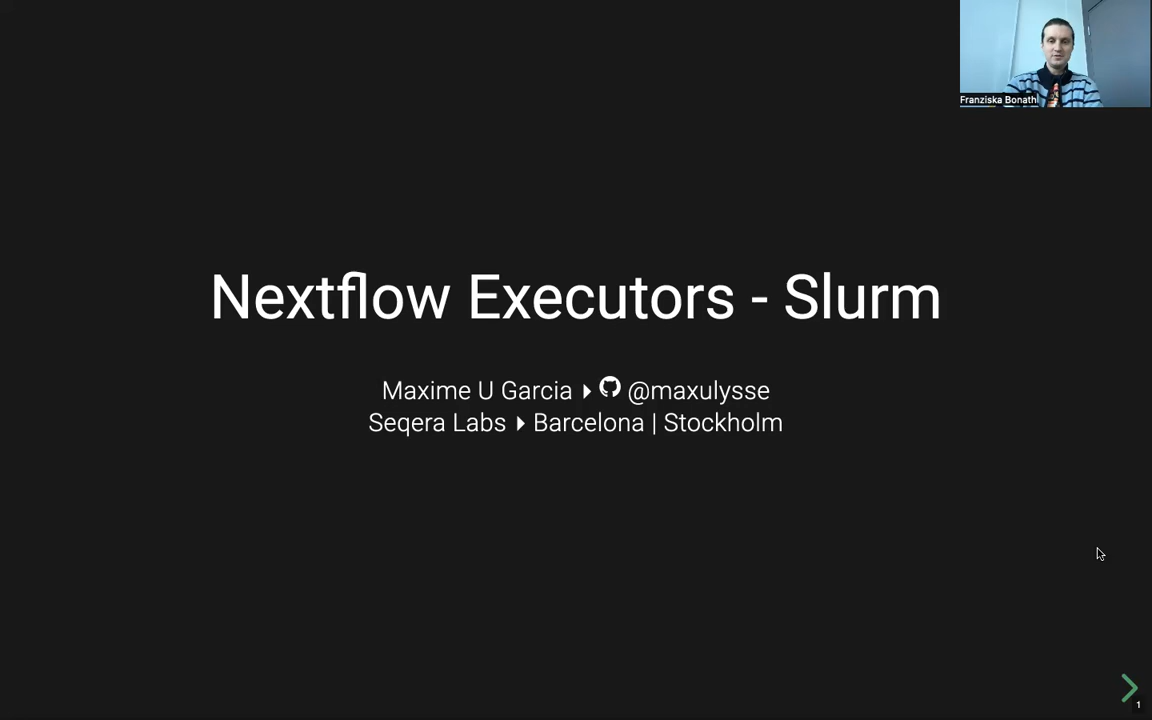 Franziska Bonath
Nextflow Executors - Slurm
Maxime U Garcia @maxulysse
Seqera Labs Barcelona | Stockholm
1